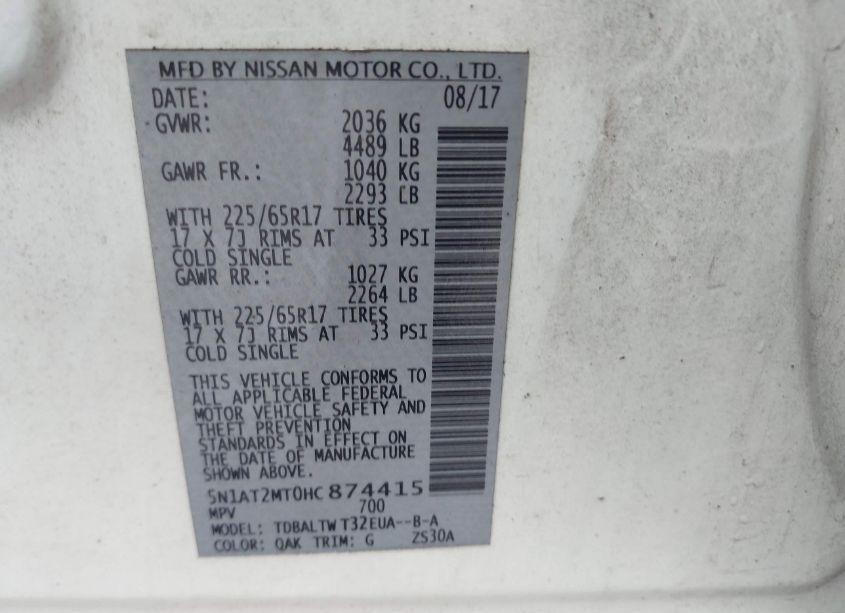 MFD BY NISSAN MOTOR CO., LTD.
DATE: 08/17
GVWR: 2036 KG
4489 LB
GAWR FR.: 1040 KG
2293 LB
WITH 225/65R17 TIRES
17 X 7J RIMS AT 33 PSI
COLD SINGLE
GAWR RR.: 1027 KG
2264 LB
WITH 225/65R17 TIRES
17 X 7J RIMS AT 33 PSI
COLD SINGLE
THIS VEHICLE CONFORMS TO
ALL APPLICABLE FEDERAL
MOTOR VEHICLE SAFETY AND
THEFT PREVENTION
STANDARDS IN EFFECT ON
THE DATE OF MANUFACTURE
SHOWN ABOVE.
5N1AT2MT0HC874415
MPV 700
MODEL: TDBALTW T32EUA--B-A
COLOR: QAK TRIM: G ZS30A